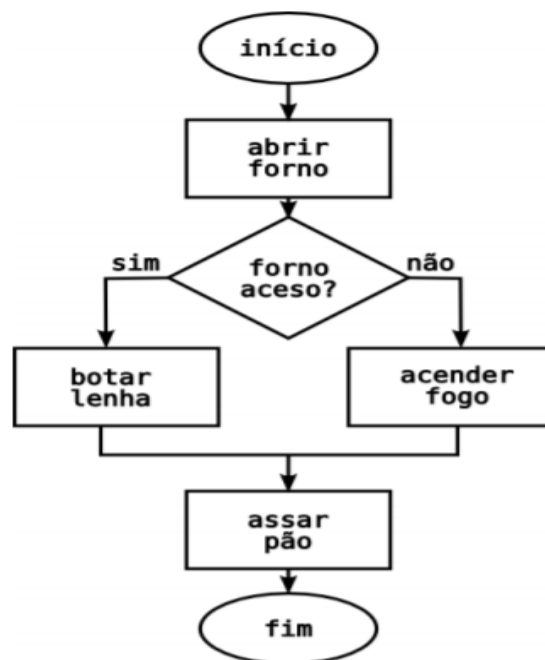 início
abrir
forno
sim
forno
aceso?
não
botar
lenha
acender
fogo
assar
pão
fim